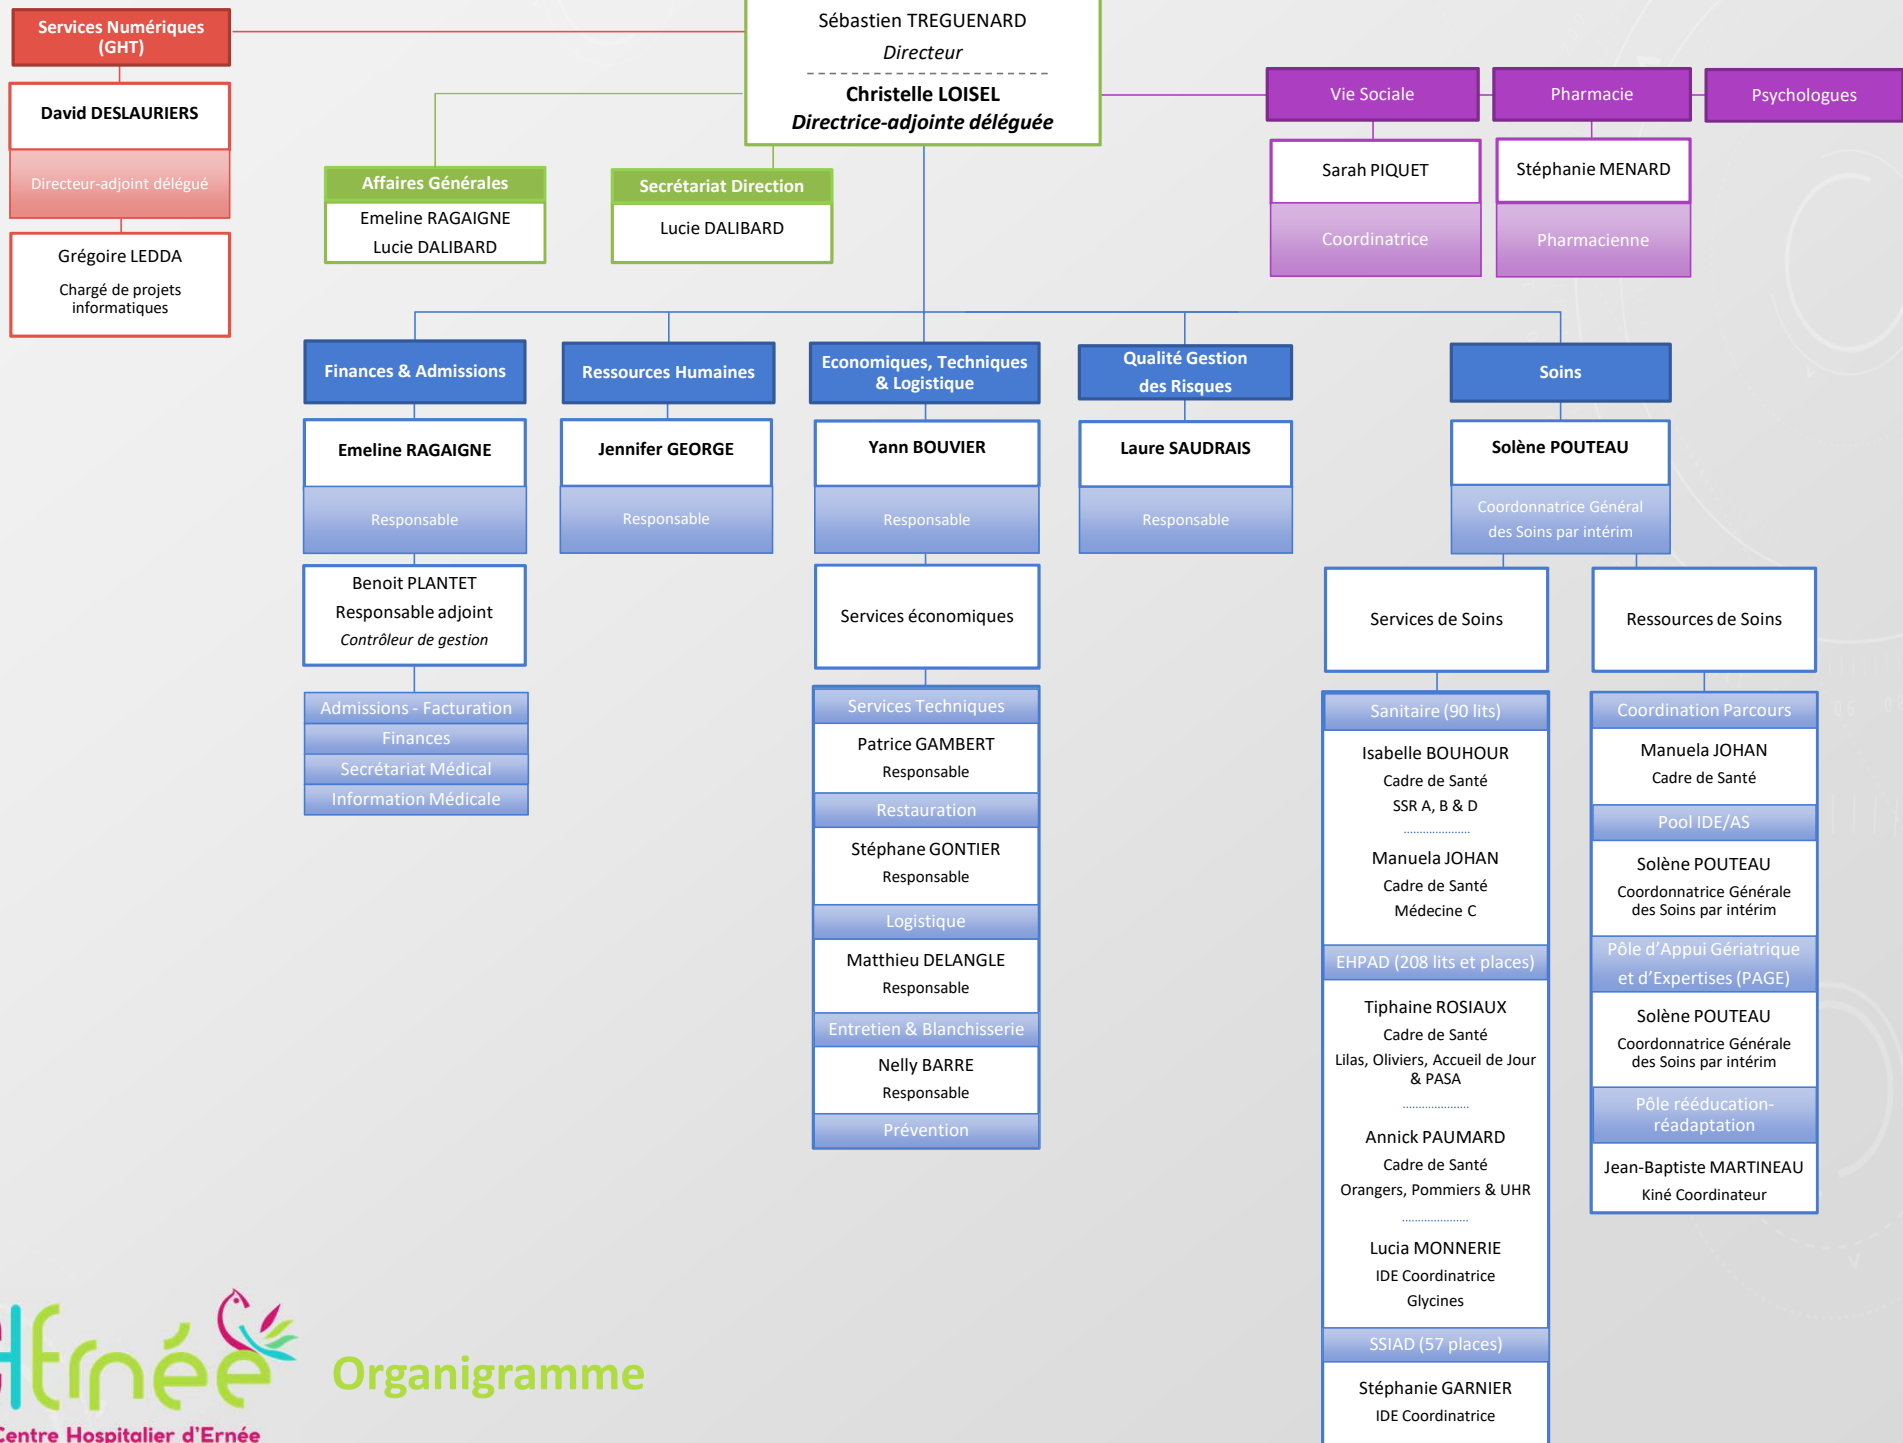 Services Numériques
(GHT)
David DESLAURIERS
Directeur-adjoint délégué
Grégoire LEDDA
Chargé de projets
informatiques
Sébastien TREGUENARD
Directeur
Christelle LOISEL
Directrice-adjointe déléguée
Affaires Générales
Emeline RAGAIGNE
Lucie DALIBARD
Secrétariat Direction
Lucie DALIBARD
Vie Sociale
Sarah PIQUET
Coordinatrice
Pharmacie
Stéphanie MENARD
Pharmacienne
Psychologues
Finances & Admissions
Emeline RAGAIGNE
Responsable
Benoit PLANTET
Responsable adjoint
Contrôleur de gestion
Admissions - Facturation
Finances
Secrétariat Médical
Information Médicale
Ressources Humaines
Jennifer GEORGE
Responsable
Economiques, Techniques
& Logistique
Yann BOUVIER
Responsable
Services économiques
Services Techniques
Patrice GAMBERT
Responsable
Restauration
Stéphane GONTIER
Responsable
Logistique
Matthieu DELANGLE
Responsable
Entretien & Blanchisserie
Nelly BARRE
Responsable
Prévention
Qualité Gestion
des Risques
Laure SAUDRAIS
Responsable
Soins
Solène POUTEAU
Coordonnatrice Général
des Soins par intérim
Services de Soins
Sanitaire (90 lits)
Isabelle BOUHOUR
Cadre de Santé
SSR A, B & D
Manuela JOHAN
Cadre de Santé
Médecine C
EHPAD (208 lits et places)
Tiphaine ROSIAUX
Cadre de Santé
Lilas, Oliviers, Accueil de Jour
& PASA
Annick PAUMARD
Cadre de Santé
Orangers, Pommiers & UHR
Lucia MONNERIE
IDE Coordinatrice
Glycines
SSIAD (57 places)
Stéphanie GARNIER
IDE Coordinatrice
Ressources de Soins
Coordination Parcours
Manuela JOHAN
Cadre de Santé
Pool IDE/AS
Solène POUTEAU
Coordonnatrice Générale
des Soins par intérim
Pôle d'Appui Gériatrique
et d'Expertises (PAGE)
Solène POUTEAU
Coordonnatrice Générale
des Soins par intérim
Pôle rééducation-
réadaptation
Jean-Baptiste MARTINEAU
Kiné Coordinateur
Ernée
Centre Hospitalier d'Ernée
Organigramme